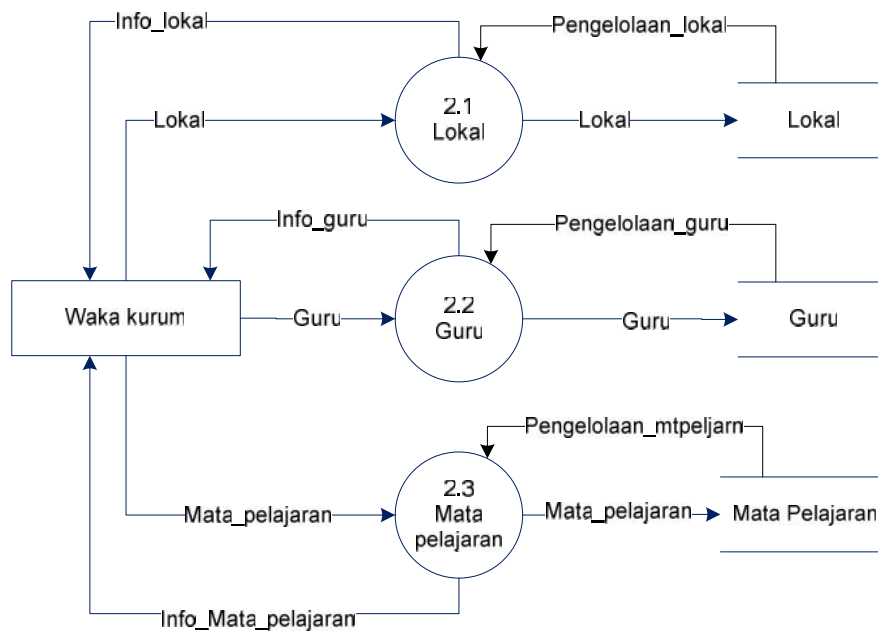 Info_lokal
Pengelolaan_lokal
2.1
Lokal
Lokal
Lokal
Lokal
Info_guru
Pengelolaan_guru
Waka kurum
Guru
2.2
Guru
Guru
Guru
Pengelolaan_mtpeljarn
2.3
Mata
pelajaran
Mata_pelajaran
Mata_pelajaran
Mata Pelajaran
Info_Mata_pelajaran